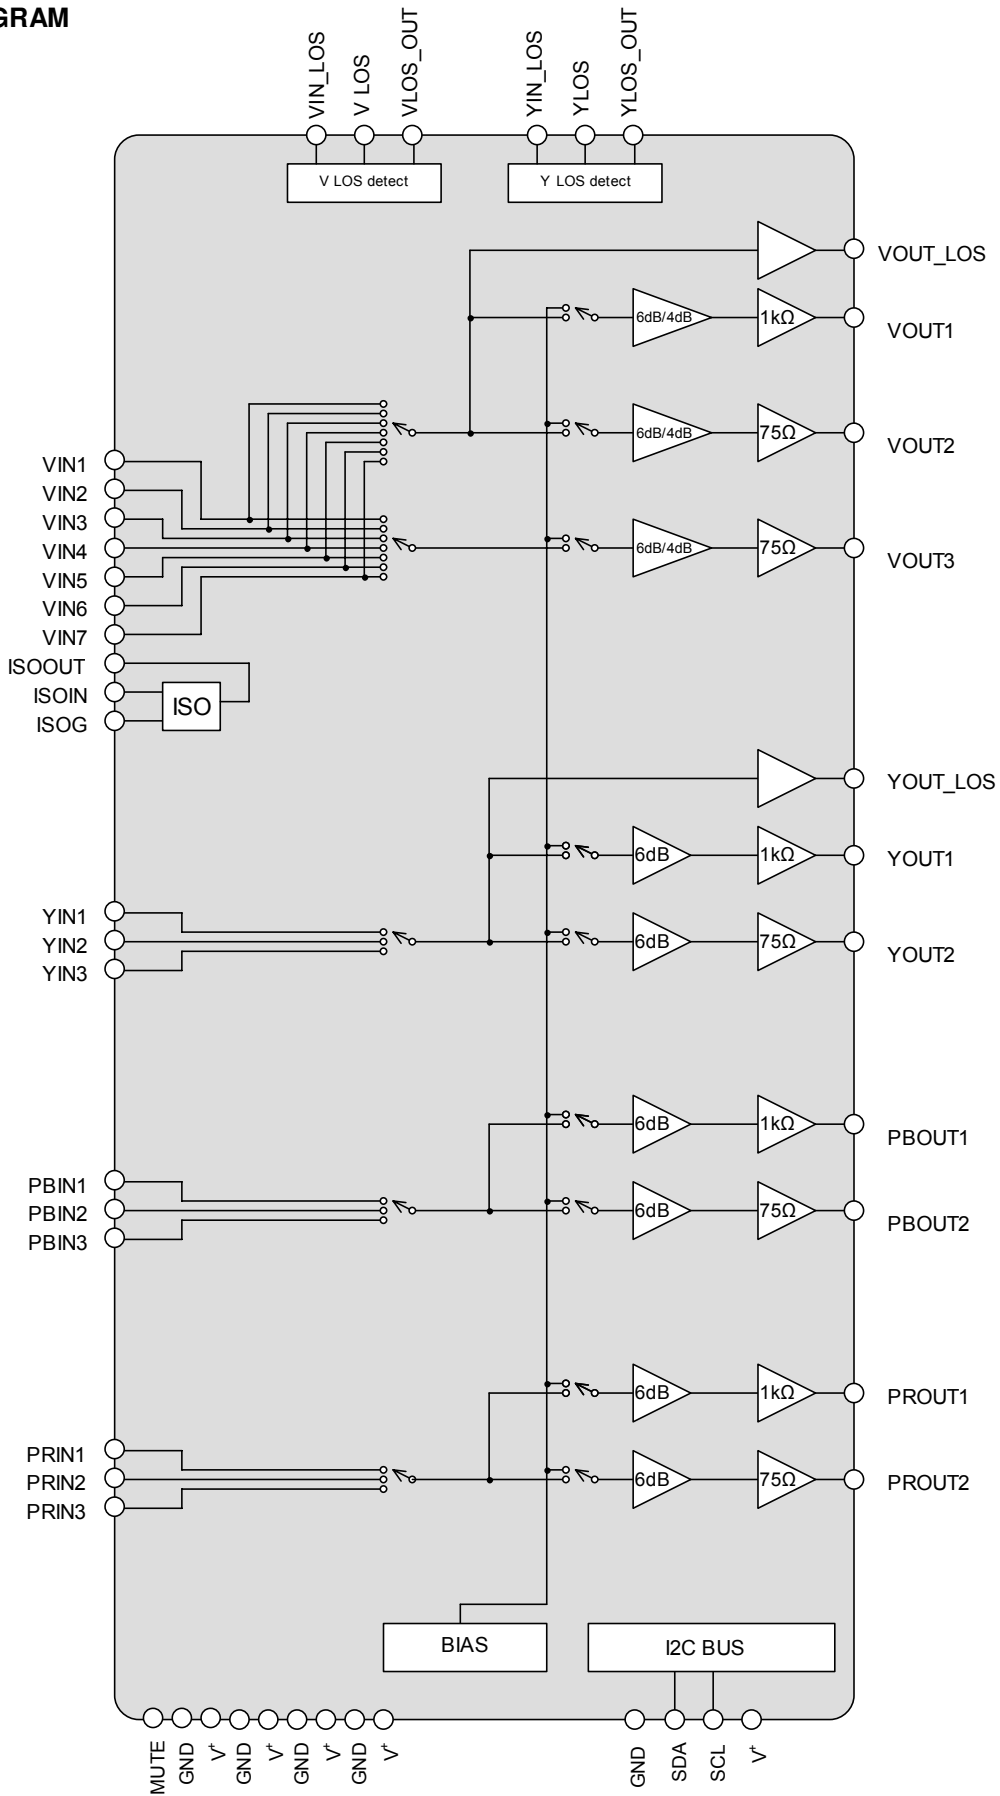 GRAM
VIN_LOS
V LOS
VLOS_OUT
YIN_LOS
YLOS
YLOS_OUT
V LOS detect
Y LOS detect
VOUT_LOS
6dB/4dB
1kΩ
VOUT1
6dB/4dB
75Ω
VOUT2
VIN1
VIN2
VIN3
VIN4
VIN5
VIN6
VIN7
6dB/4dB
75Ω
VOUT3
ISOOUT
ISOIN
ISOG
ISO
YOUT_LOS
6dB
1kΩ
YOUT1
YIN1
YIN2
YIN3
6dB
75Ω
YOUT2
6dB
1kΩ
PBOUT1
PBIN1
PBIN2
PBIN3
6dB
75Ω
PBOUT2
6dB
1kΩ
PROUT1
PRIN1
PRIN2
PRIN3
6dB
75Ω
PROUT2
BIAS
I2C BUS
MUTE
GND
V+
GND
V+
GND
V+
GND
V+
GND
SDA
SCL
V+